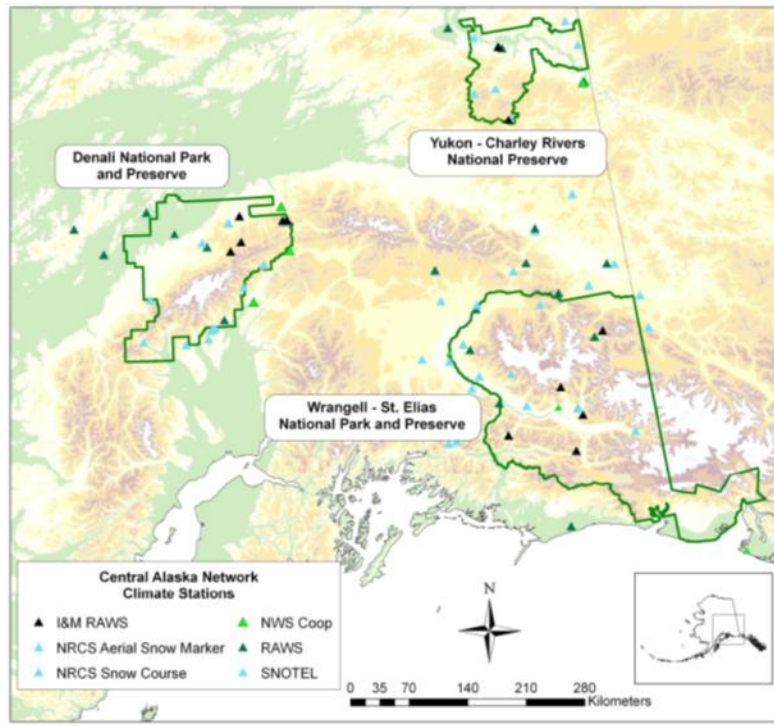 Yukon - Charley Rivers
National Preserve
Denali National Park
and Preserve
Wrangell - St. Elias
National Park and Preserve
Central Alaska Network
Climate Stations
I&M RAWS
NWS Coop
NRCS Aerial Snow Marker
RAWS
NRCS Snow Course
SNOTEL
N
0 35 70 140 210 280
Kilometers